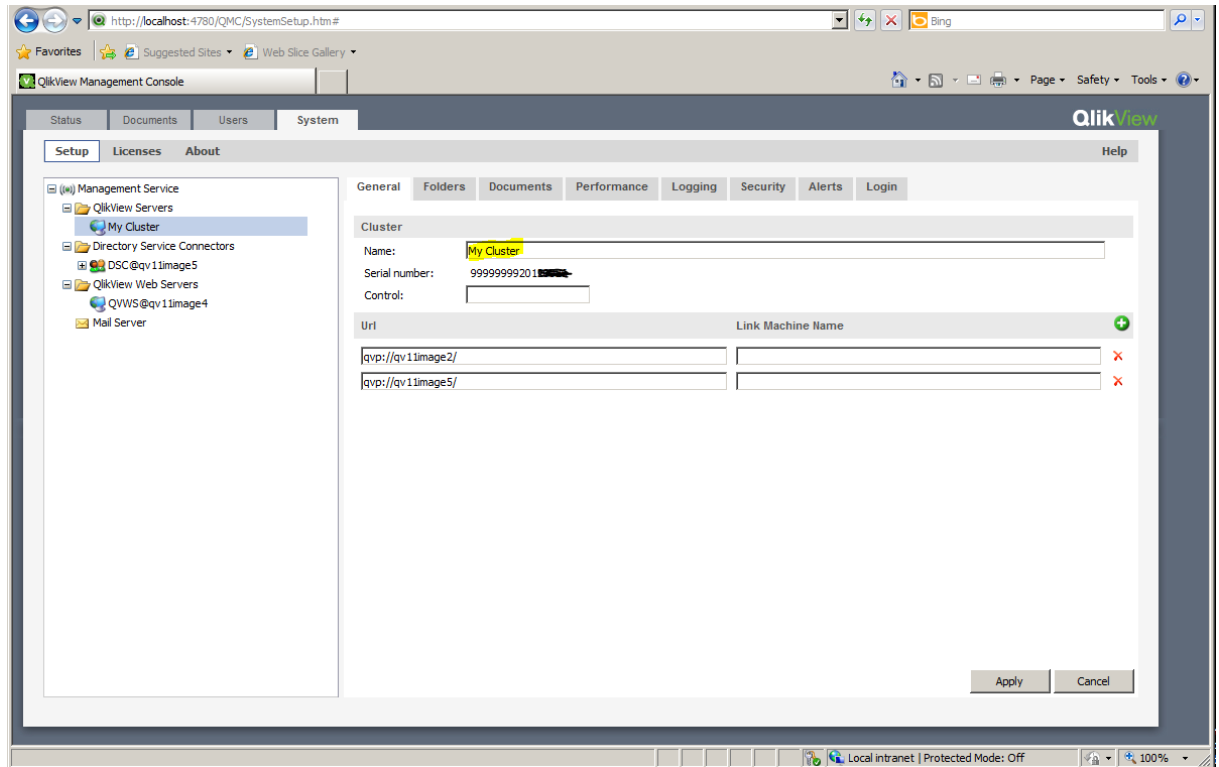 http://localhost:4780/QMC/SystemSetup.htm#
Bing
Favorites Suggested Sites Web Slice Gallery
QlikView Management Console
Page Safety Tools
Status Documents Users System
QlikView
Setup Licenses About
Help
Management Service
QlikView Servers
My Cluster
Directory Service Connectors
DSC@qv11image5
QlikView Web Servers
QVWS@qv11image4
Mail Server
General Folders Documents Performance Logging Security Alerts Login
Cluster
Name: My Cluster
Serial number: 99999999201
Control:
Url Link Machine Name
qvp://qv11image2/
qvp://qv11image5/
Apply Cancel
Local intranet | Protected Mode: Off
100%